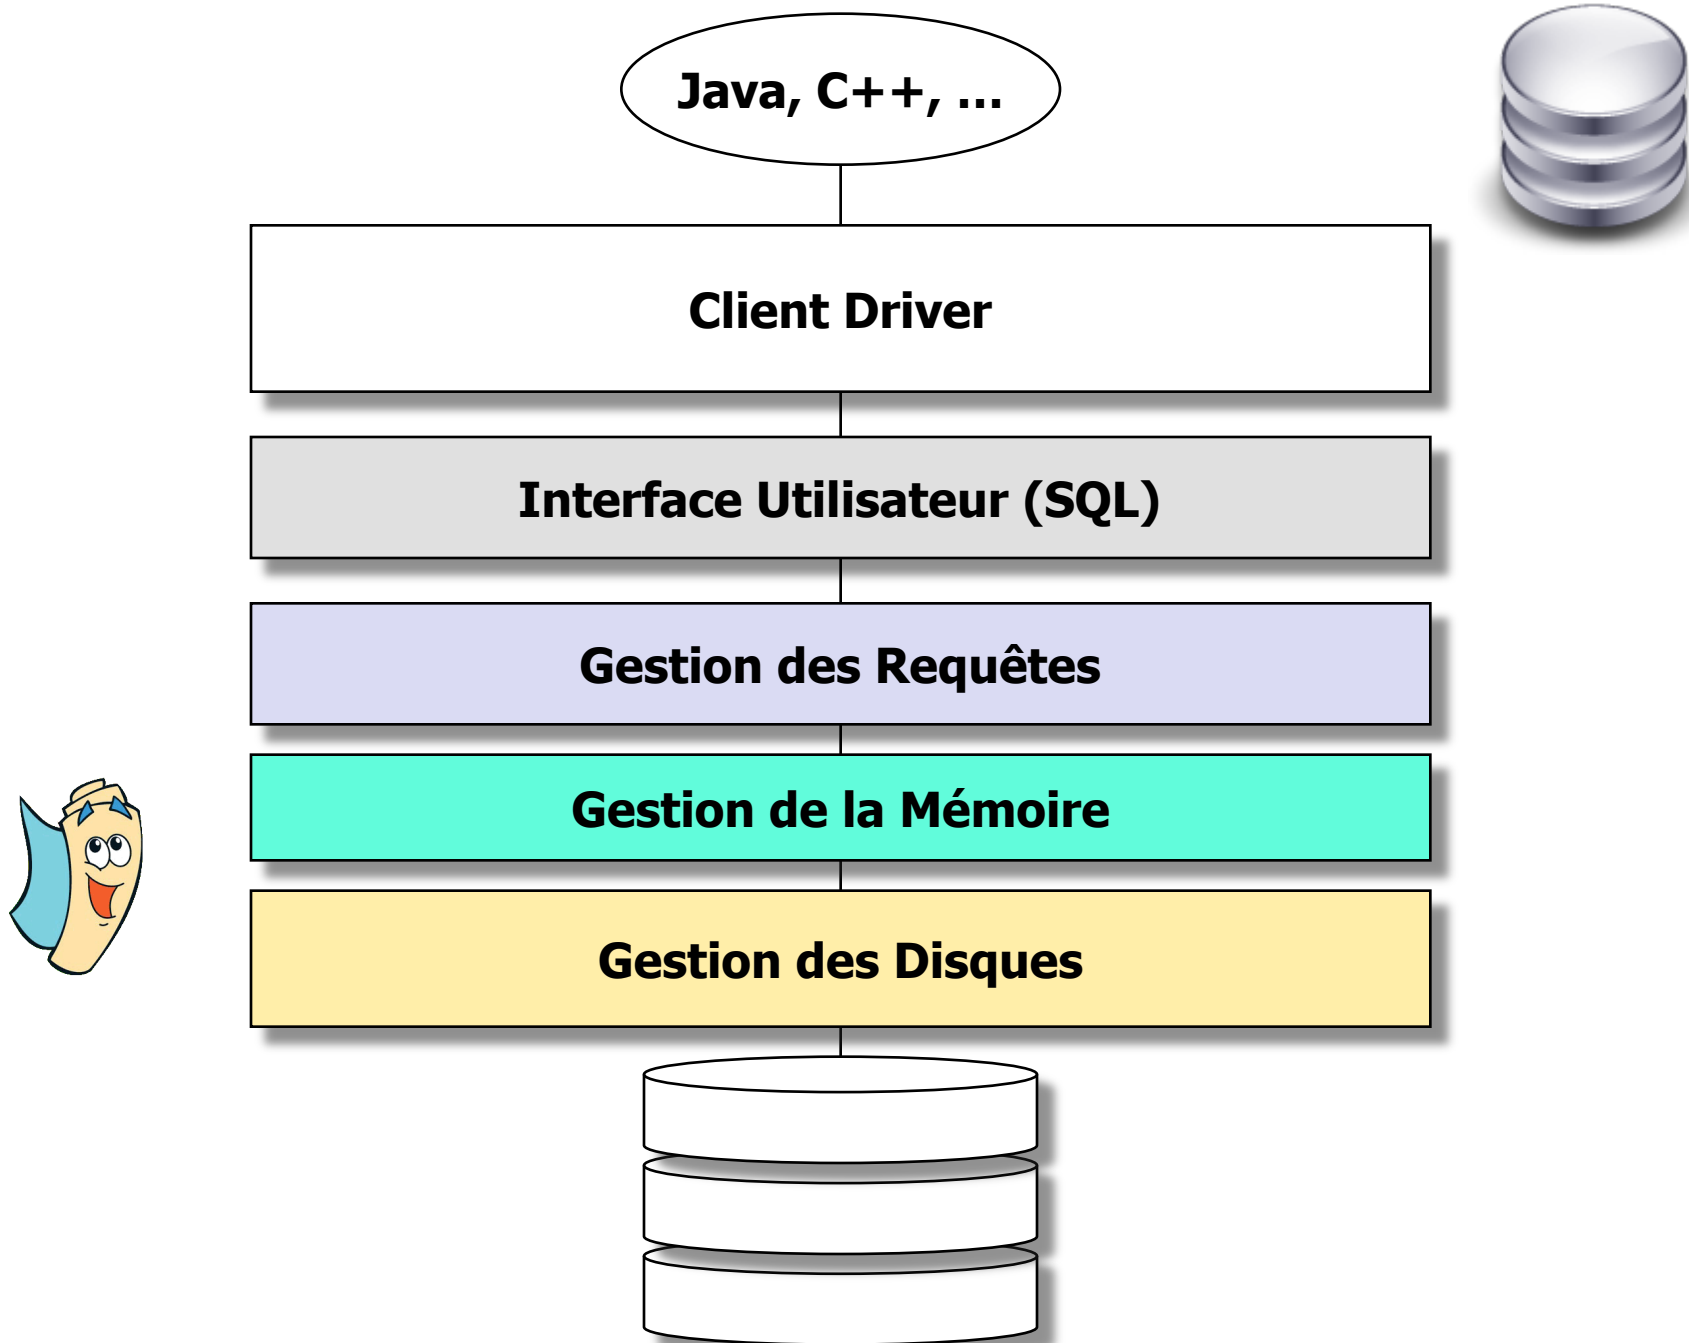 Java, C++, ...
Client Driver
Interface Utilisateur (SQL)
Gestion des Requêtes
Gestion de la Mémoire
Gestion des Disques